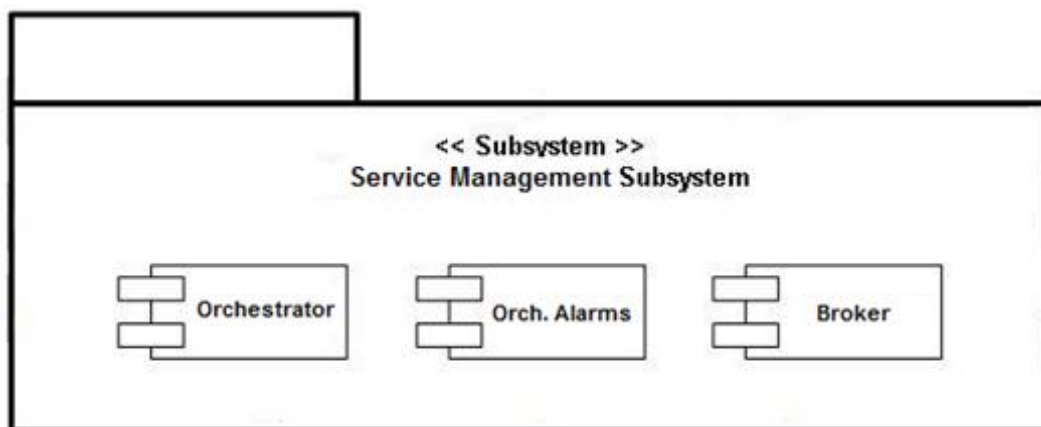 << Subsystem >>
Service Management Subsystem
Orchestrator
Orch. Alarms
Broker